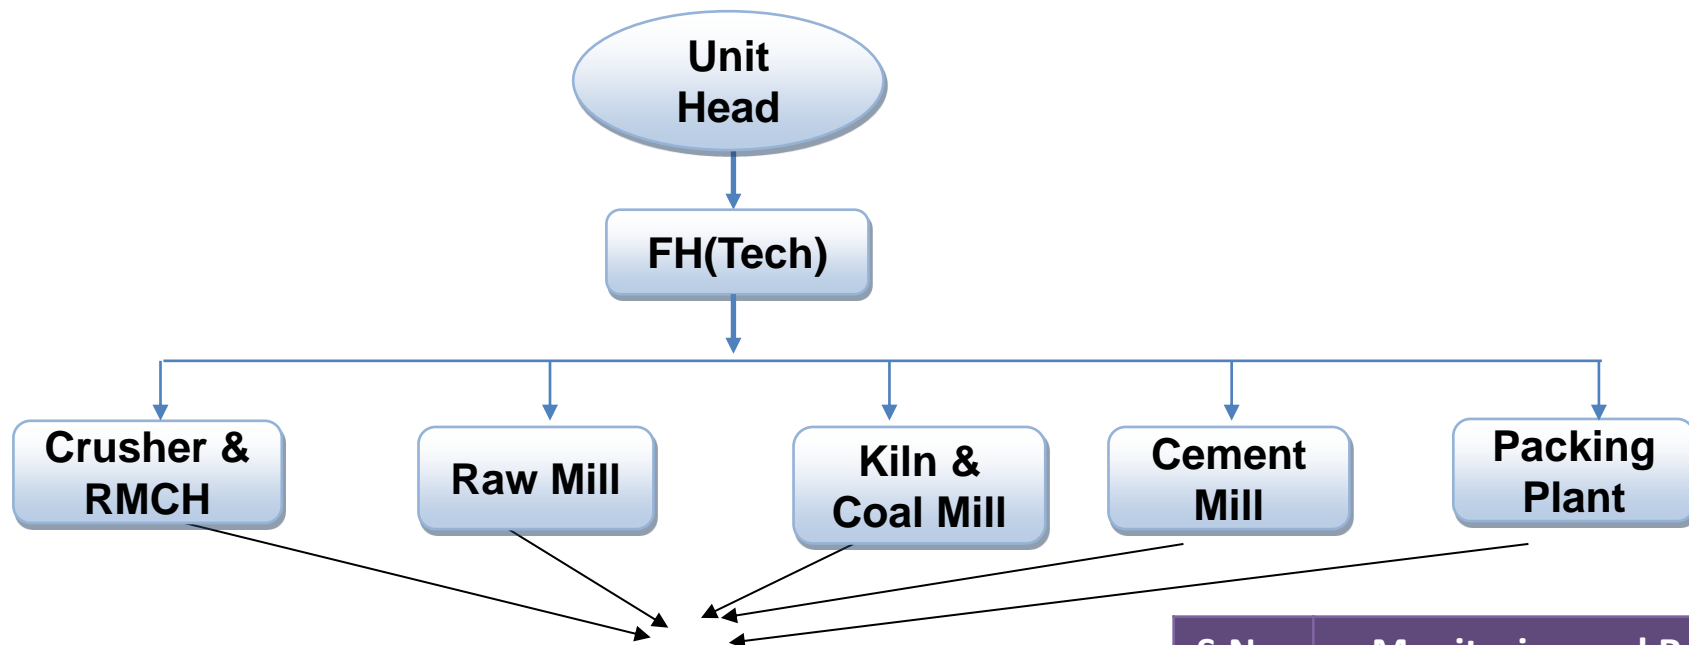 Unit
Head
FH(Tech)
Crusher &
RMCH
Raw Mill
Kiln &
Coal Mill
Cement
Mill
Packing
Plant